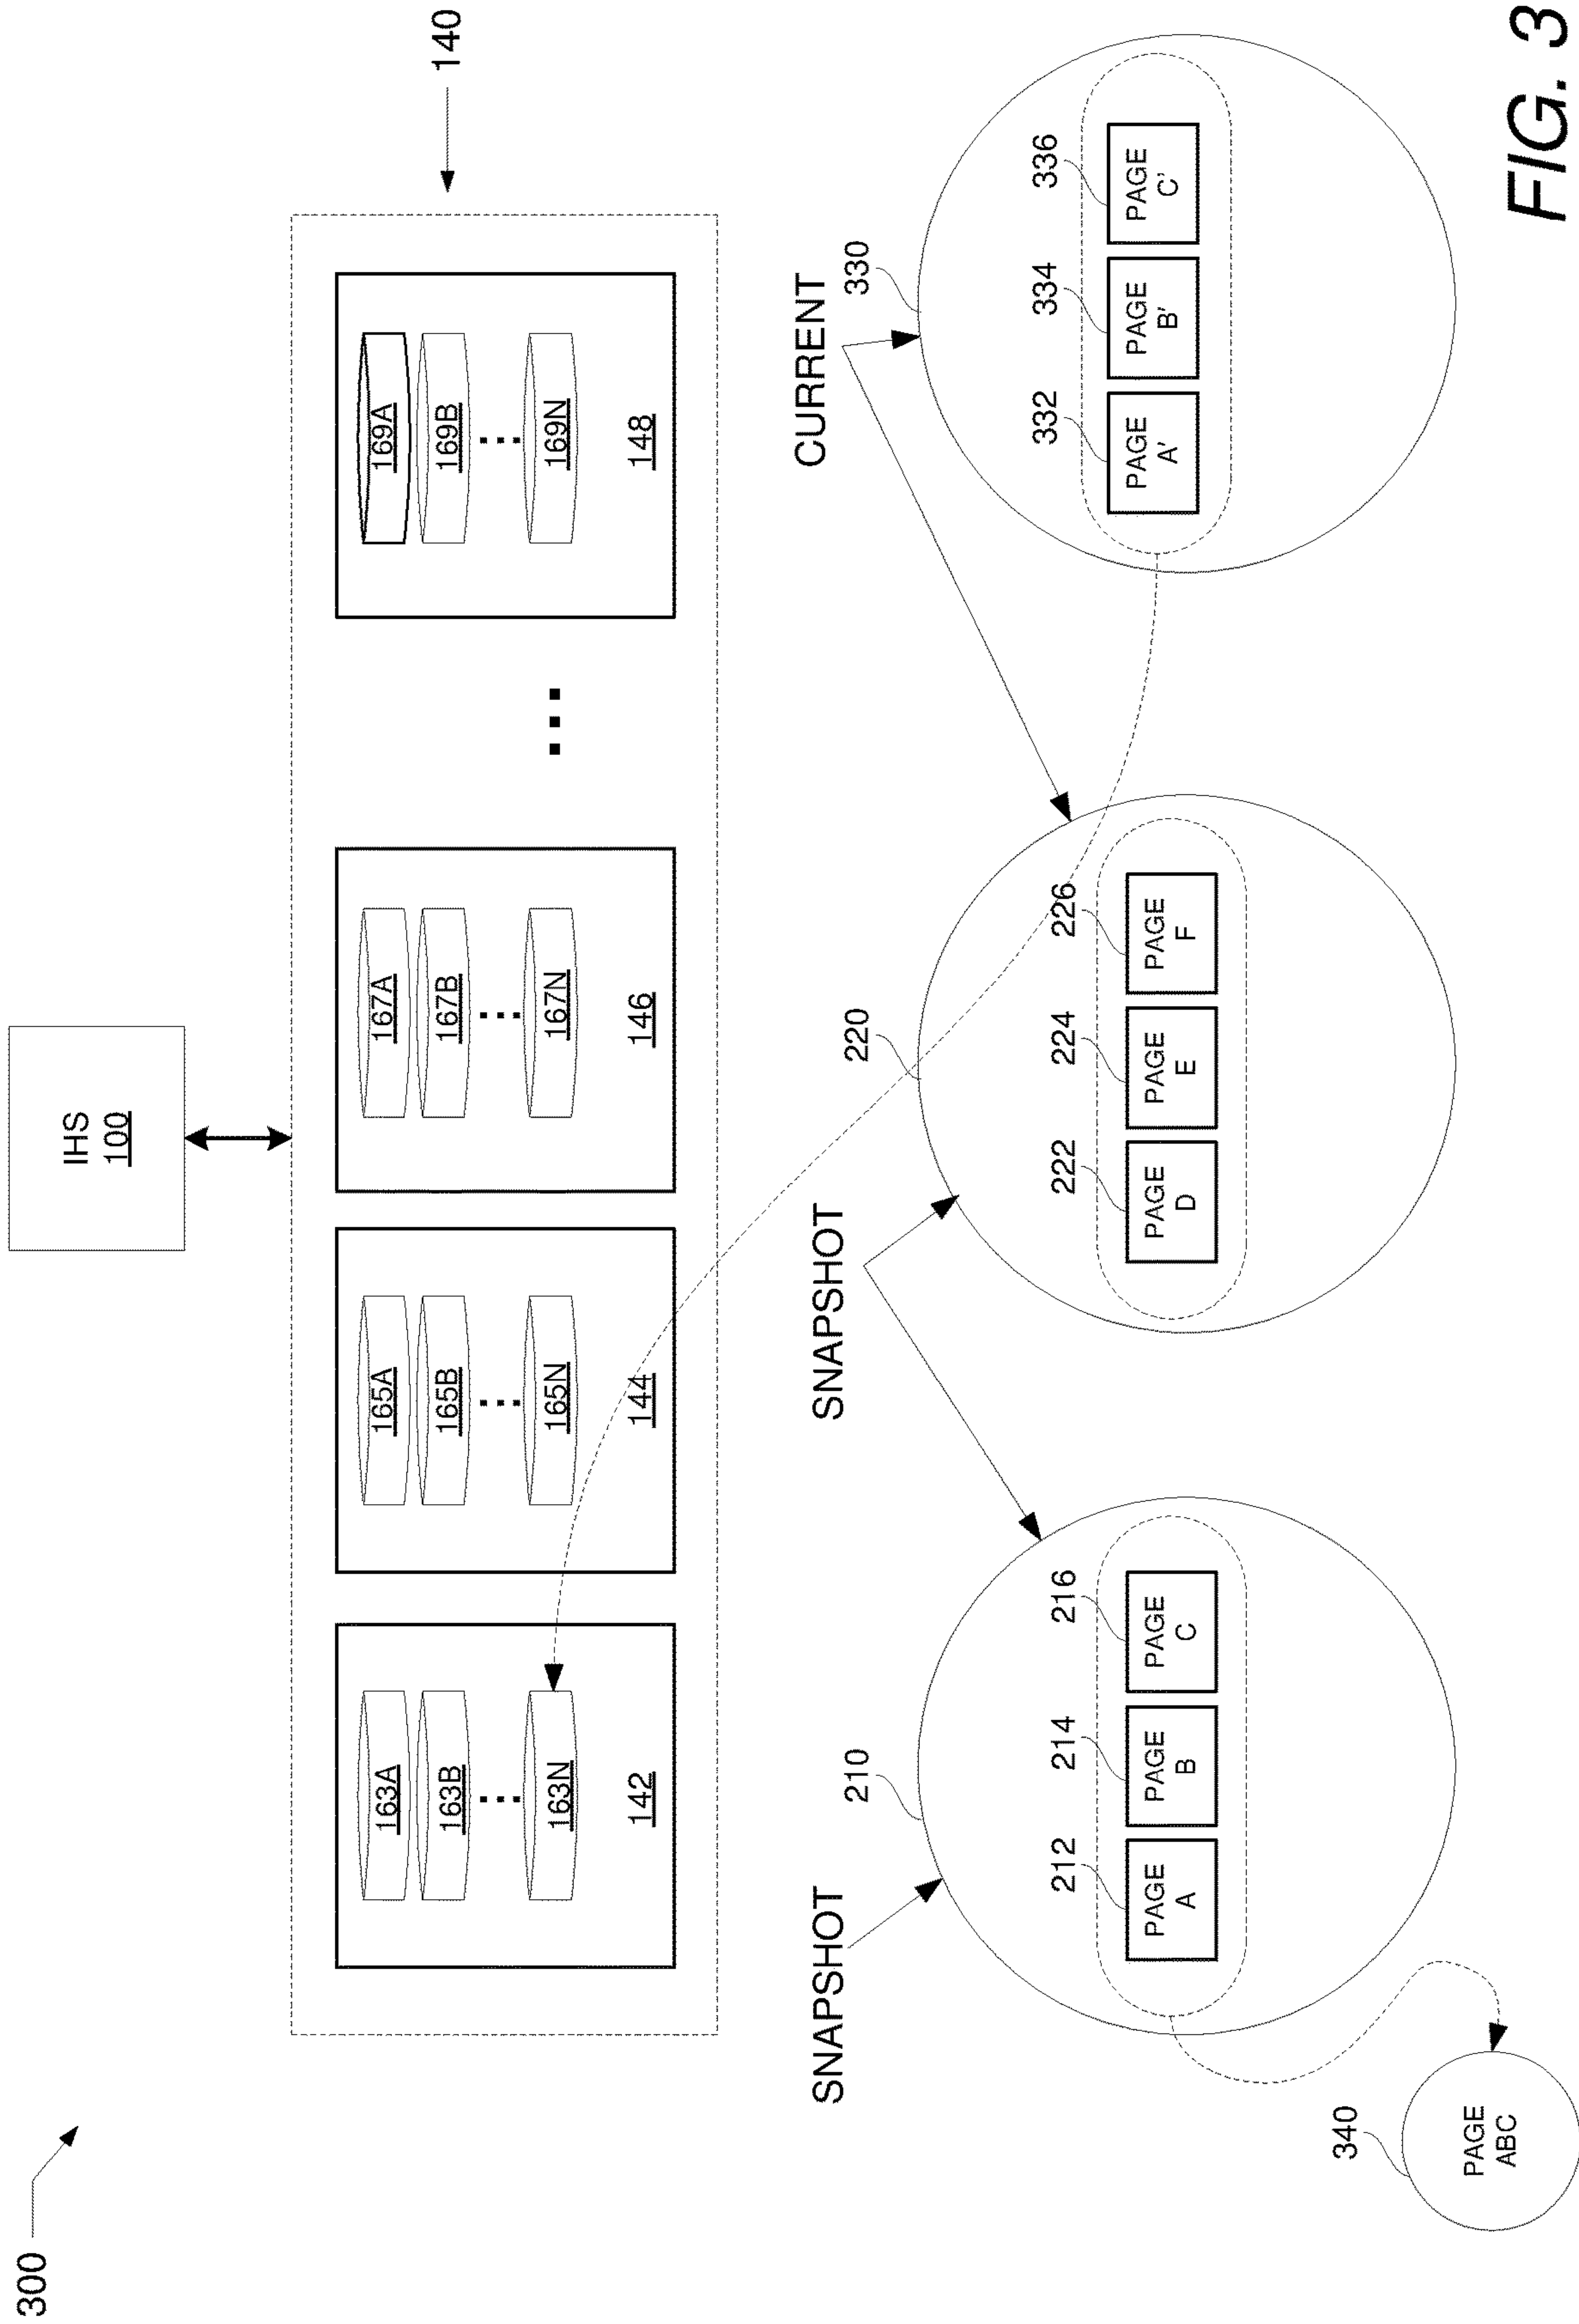 300
IHS
100
140
163A
163B
163N
142
165A
165B
165N
144
167A
167B
167N
146
169A
169B
169N
148
SNAPSHOT
SNAPSHOT
CURRENT
210
212
214
216
PAGE
A
PAGE
B
PAGE
C
220
222
224
226
PAGE
D
PAGE
E
PAGE
F
330
332
334
336
PAGE
A'
PAGE
B'
PAGE
C'
340
PAGE
ABC
FIG. 3